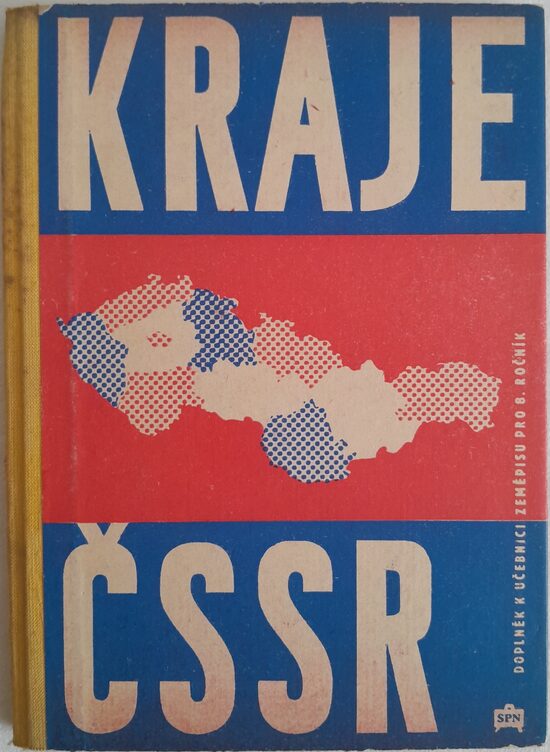 KRAJE
ČSSR
DOPLNĚK K UČEBNICI ZEMĚPISU PRO 8. ROČNÍK
SPN